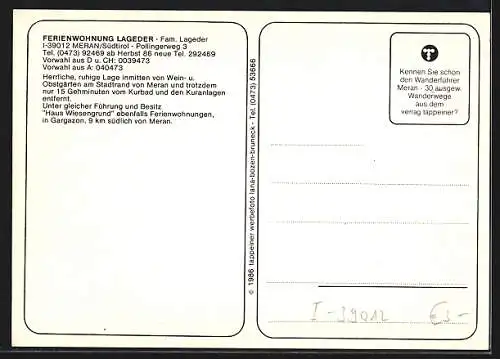 FERIENWOHNUNG LAGEDER - Fam. Lageder
I-39012 MERAN/Südtirol - Pollingerweg 3
Tel. (0473) 92469 ab Herbst 86 neue Tel. 292469
Vorwahl aus D u. CH: 0039473
Vorwahl aus A: 040473
Herrliche, ruhige Lage inmitten von Wein- u.
Obstgärten am Stadtrand von Meran und trotzdem
nur 15 Gehminuten vom Kurbad und den Kuranlagen
entfernt.
Unter gleicher Führung und Besitz
"Haus Wiesengrund" ebenfalls Ferienwohnungen,
in Gargazon, 9 km südlich von Meran.
© 1986 tappeiner werbefoto lana-bozen-bruneck - Tel. (0473) 53666
Kennen Sie schon
den Wanderführer
Meran - 30 ausgew.
Wanderwege
aus dem
verlag tappeiner?
I-39012 €3-